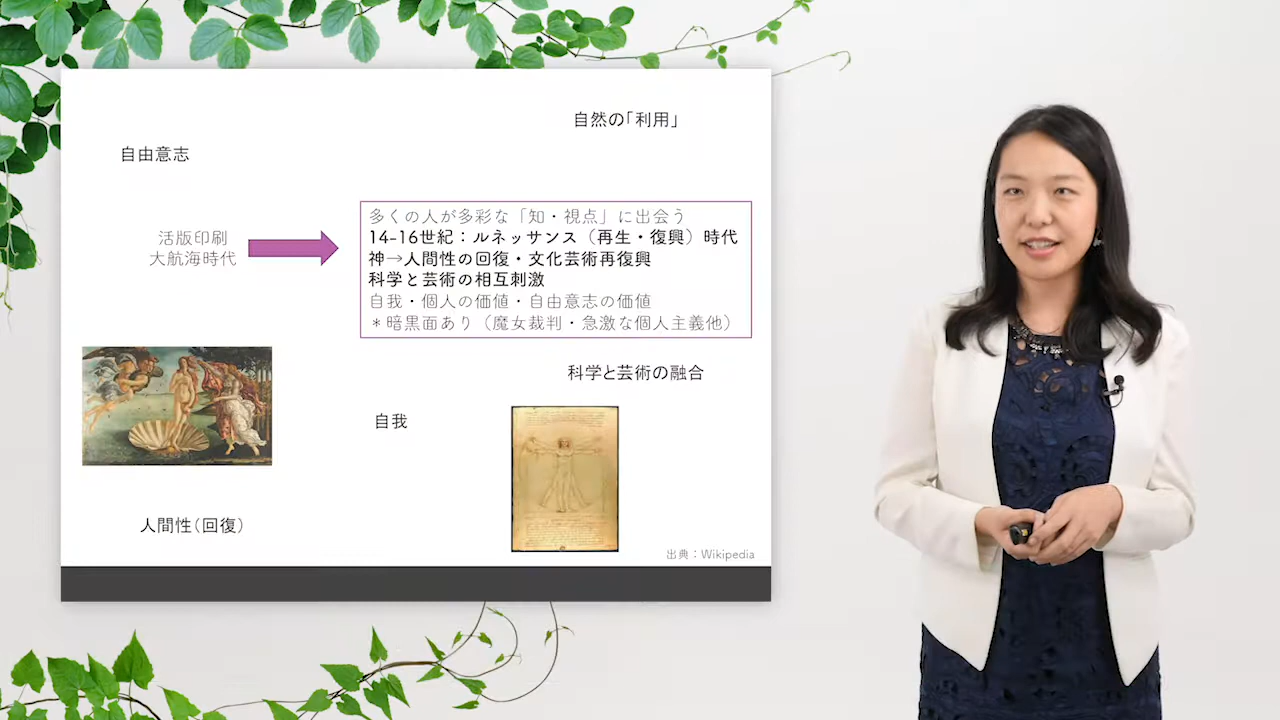 自然の「利用」
自由意志
活版印刷
大航海時代
多くの人が多彩な「知・視点」に出会う
14-16世紀：ルネッサンス（再生・復興）時代
神→人間性の回復・文化芸術再復興
科学と芸術の相互刺激
自我・個人の価値・自由意志の価値
＊暗黒面あり（魔女裁判・急激な個人主義他）
科学と芸術の融合
自我
人間性（回復）
出典：Wikipedia